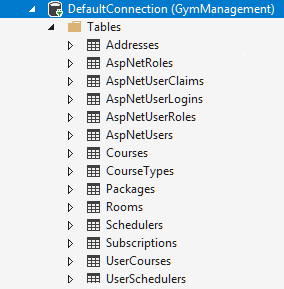 DefaultConnection (GymManagement)
Tables
Addresses
AspNetRoles
AspNetUserClaims
AspNetUserLogins
AspNetUserRoles
AspNetUsers
Courses
CourseTypes
Packages
Rooms
Schedulers
Subscriptions
UserCourses
UserSchedulers